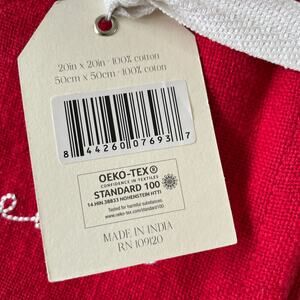 20in x 20in - 100% cotton
50cm x 50cm - 100% coton
8 44260 07693 7
OEKO-TEX®
CONFIDENCE IN TEXTILES
STANDARD 100
14.HIN.38833 HOHENSTEIN HTTI
Tested for harmful substances.
www.oeko-tex.com/standard100
MADE IN INDIA
RN 109120